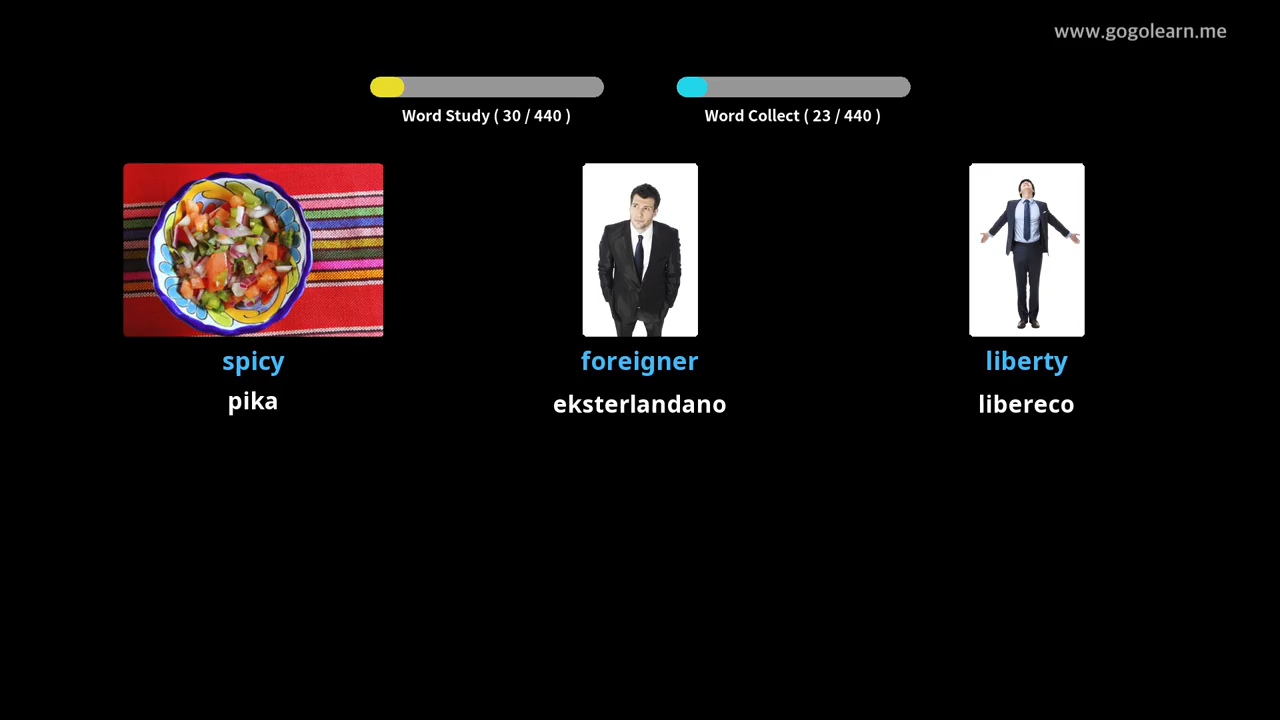 www.gogolearn.me
Word Study ( 30 / 440 )
Word Collect ( 23 / 440 )
spicy
foreigner
liberty
pika
eksterlandano
libereco